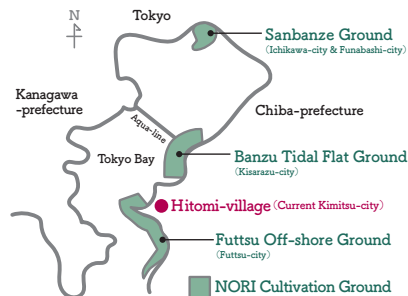 N
Tokyo
Sanbanze Ground
(Ichikawa-city & Funabashi-city)
Kanagawa
-prefecture
Aqua-line
Chiba-prefecture
Tokyo Bay
Banzu Tidal Flat Ground
(Kisarazu-city)
Hitomi-village (Current Kimitsu-city)
Futtsu Off-shore Ground
(Futtsu-city)
NORI Cultivation Ground